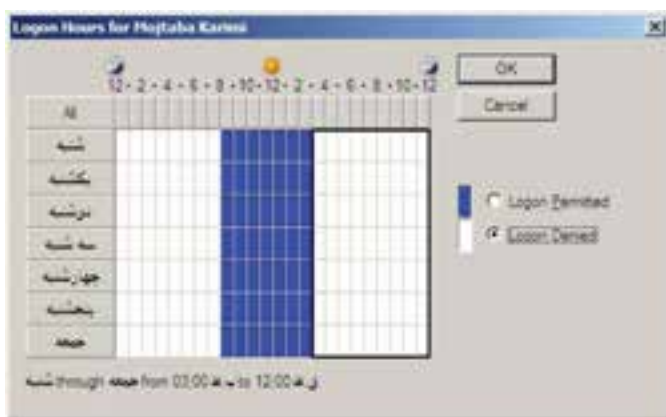 Logon Hours for Mojtaba Karimi
OK
12 • 2 • 4 • 6 • 8 • 10 • 12 • 2 • 4 • 6 • 8 • 10 • 12
Cancel
All
شنبه
یکشنبه
دوشنبه
سه شنبه
چهارشنبه
پنجشنبه
جمعه
Logon Permitted
Logon Denied
شنبه through جمعه from 03:00 ب.ظ to 12:00 ق.ظ